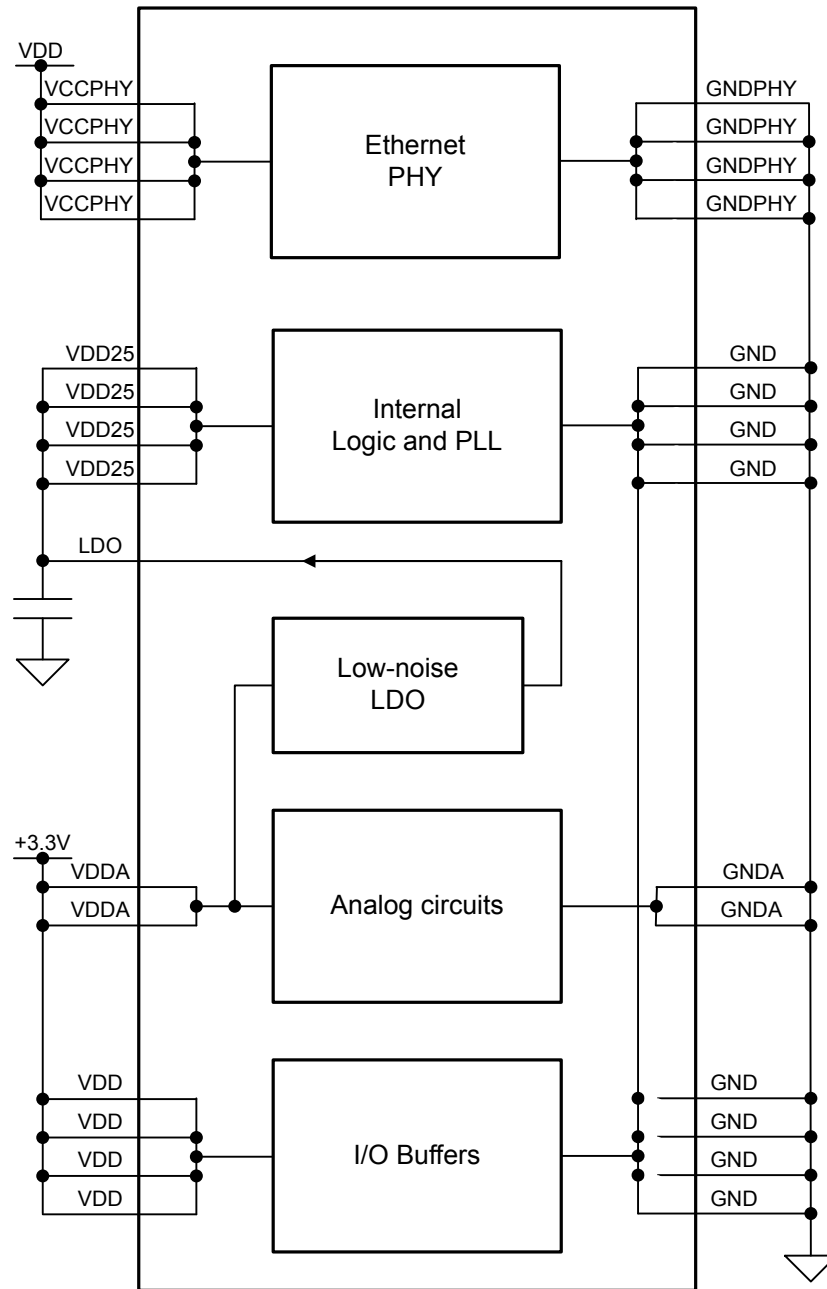 VDD
VCCPHY
VCCPHY
VCCPHY
VCCPHY
Ethernet
PHY
GNDPHY
GNDPHY
GNDPHY
GNDPHY
VDD25
VDD25
VDD25
VDD25
Internal
Logic and PLL
GND
GND
GND
GND
LDO
Low-noise
LDO
+3.3V
VDDA
VDDA
Analog circuits
GNDA
GNDA
VDD
VDD
VDD
VDD
I/O Buffers
GND
GND
GND
GND